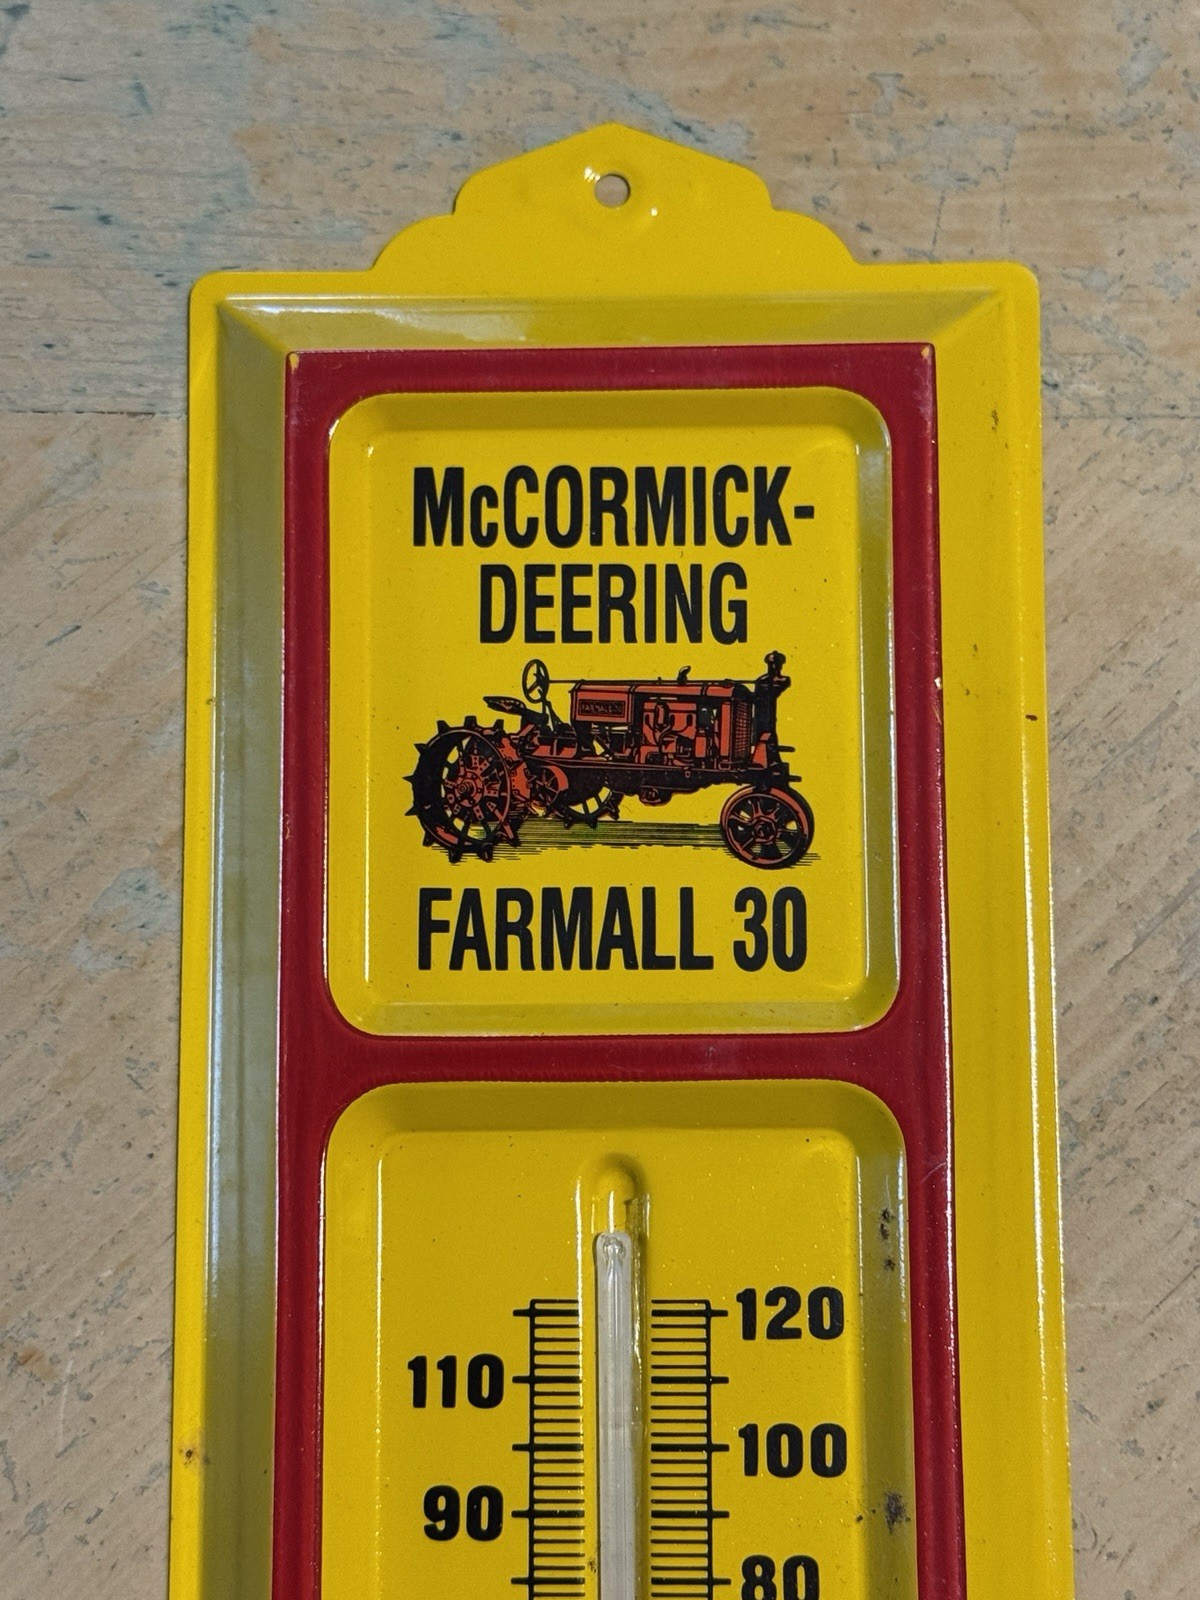 McCORMICK-
DEERING
FARMALL 30
120
110
100
90
80